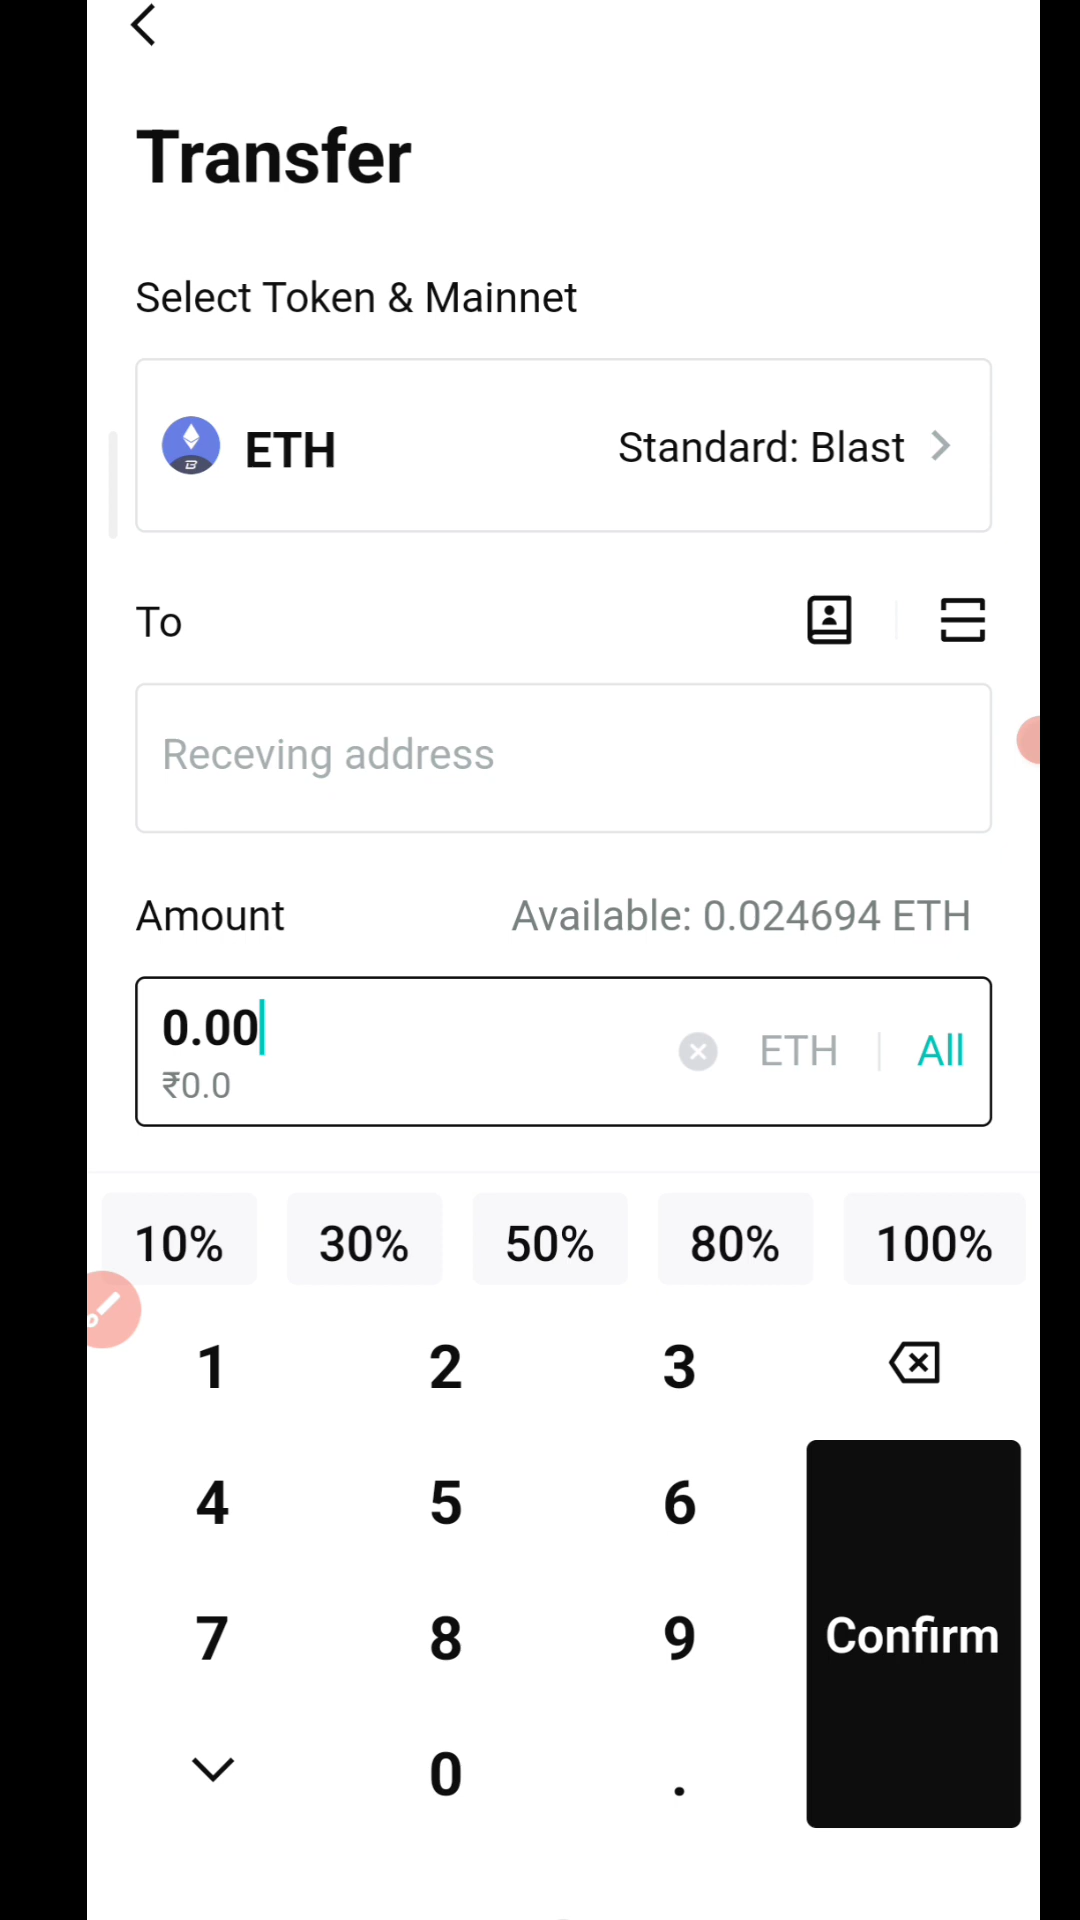 Transfer
Select Token & Mainnet
ETH Standard: Blast
To
Receving address
Amount Available: 0.024694 ETH
0.00
₹0.0
ETH All
10% 30% 50% 80% 100%
1 2 3
4 5 6
7 8 9 Confirm
0 .